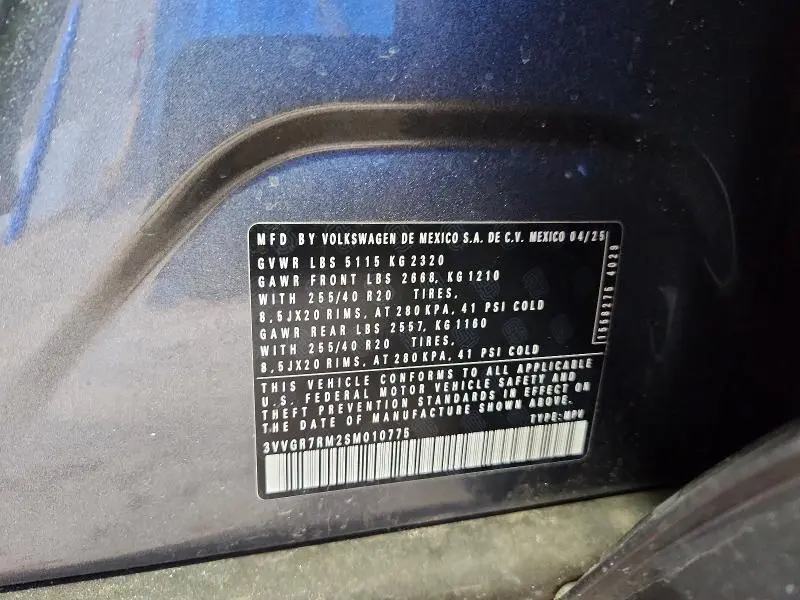 MFD BY VOLKSWAGEN DE MEXICO S.A. DE C.V. MEXICO 04/25
GVWR LBS 5115 KG 2320
GAWR FRONT LBS 2668, KG 1210
WITH 255/40 R20 TIRES,
8,5JX20 RIMS, AT 280 KPA, 41 PSI COLD
GAWR REAR LBS 2557, KG 1160
WITH 255/40 R20 TIRES,
8,5JX20 RIMS, AT 280 KPA, 41 PSI COLD
THIS VEHICLE CONFORMS TO ALL APPLICABLE
U.S. FEDERAL MOTOR VEHICLE SAFETY AND
THEFT PREVENTION STANDARDS IN EFFECT ON
THE DATE OF MANUFACTURE SHOWN ABOVE.
TYPE: MPV
3VVGR7RM2SM010775
1558275 4029